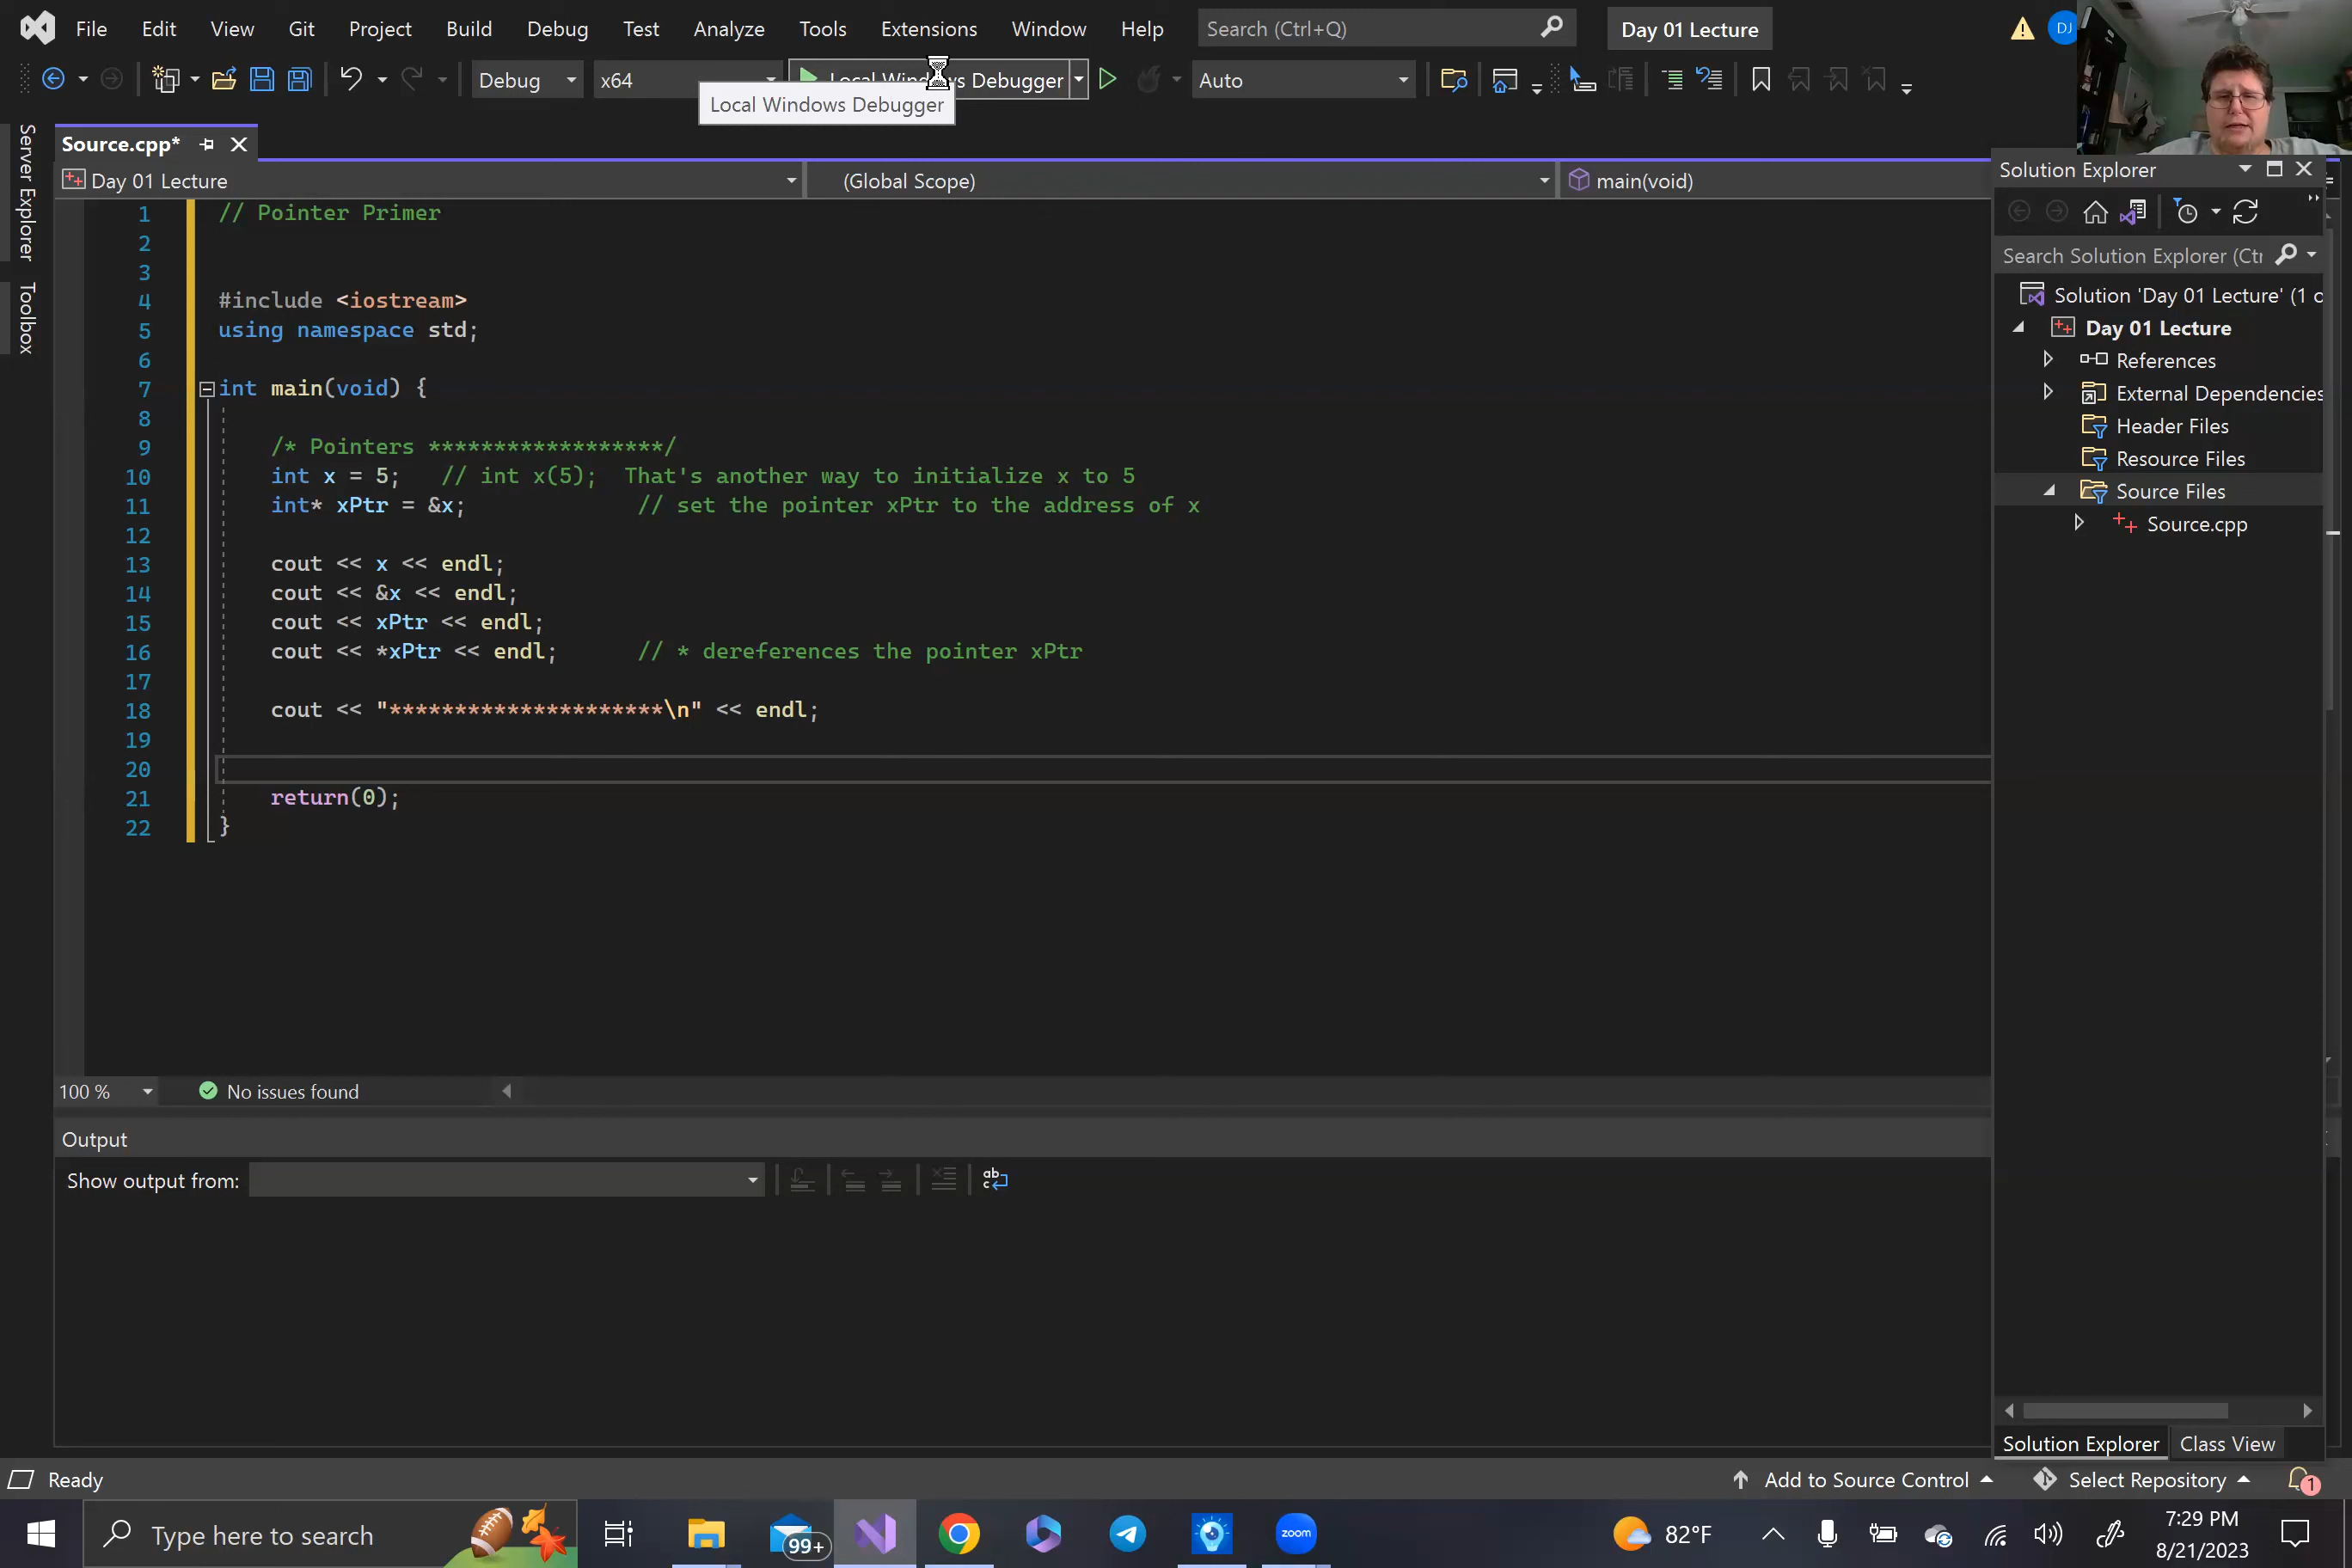 File Edit View Git Project Build Debug Test Analyze Tools Extensions Window Help Search (Ctrl+Q) Day 01 Lecture DJ
Debug x64 Local Windows Debugger Auto
Local Windows Debugger
Server Explorer
Toolbox
Source.cpp*
Day 01 Lecture (Global Scope) main(void)
1 // Pointer Primer
2
3
4 #include <iostream>
5 using namespace std;
6
7 int main(void) {
8
9 /* Pointers ******************/
10 int x = 5; // int x(5); That's another way to initialize x to 5
11 int* xPtr = &x; // set the pointer xPtr to the address of x
12
13 cout << x << endl;
14 cout << &x << endl;
15 cout << xPtr << endl;
16 cout << *xPtr << endl; // * dereferences the pointer xPtr
17
18 cout << "*********************\n" << endl;
19
20
21 return(0);
22 }
100 % No issues found
Output
Show output from:
Solution Explorer
Search Solution Explorer (Ctr
Solution 'Day 01 Lecture' (1 o
Day 01 Lecture
References
External Dependencies
Header Files
Resource Files
Source Files
Source.cpp
Solution Explorer Class View
Ready Add to Source Control Select Repository 1
Type here to search 99+ zoom 82°F 7:29 PM
8/21/2023